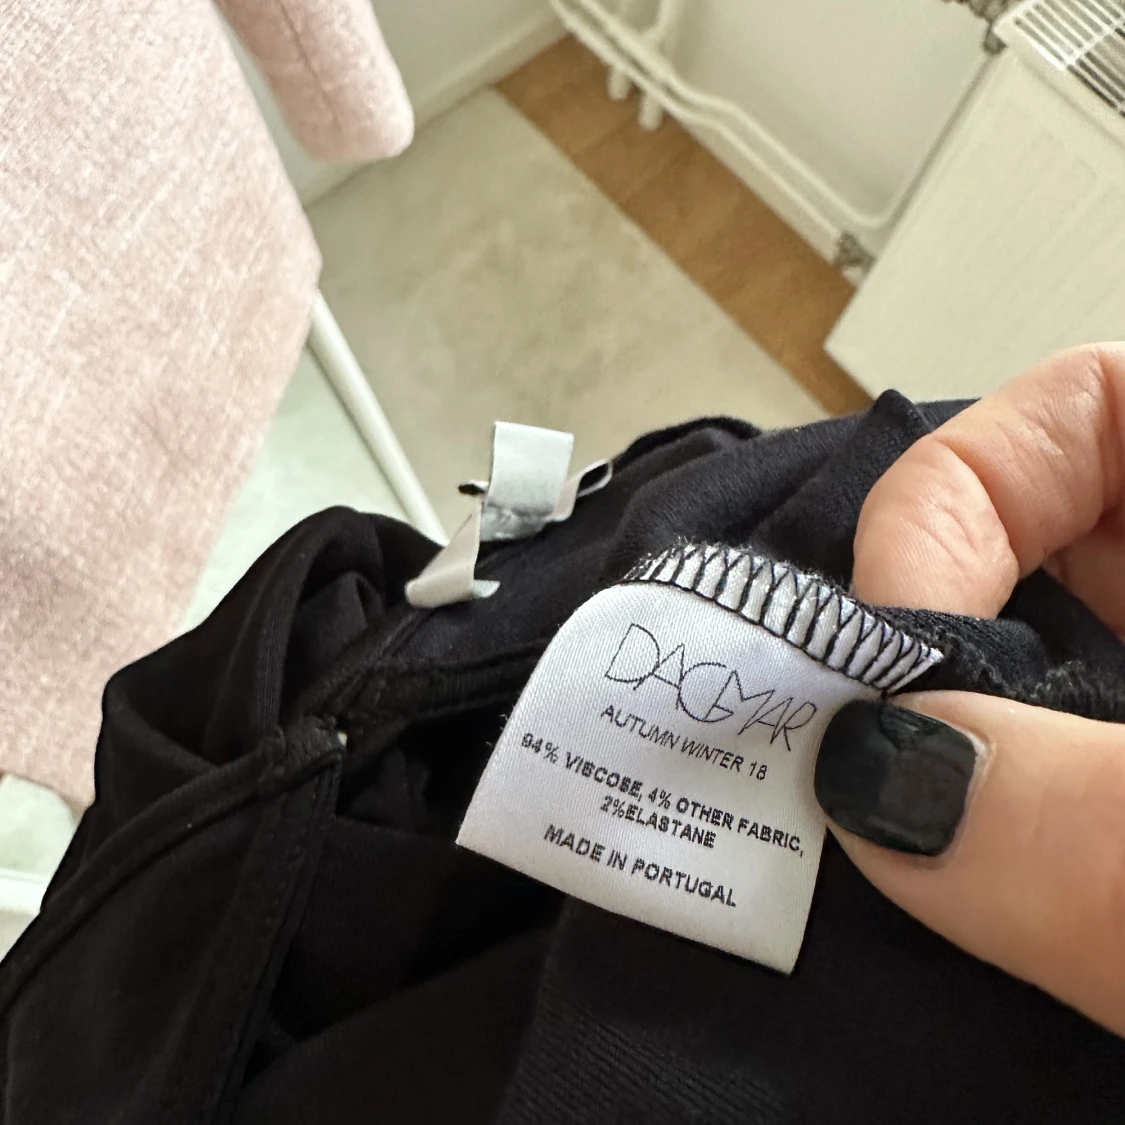 DAGMAR
AUTUMN WINTER 18
94% VISCOSE, 4% OTHER FABRIC,
2%ELASTANE
MADE IN PORTUGAL